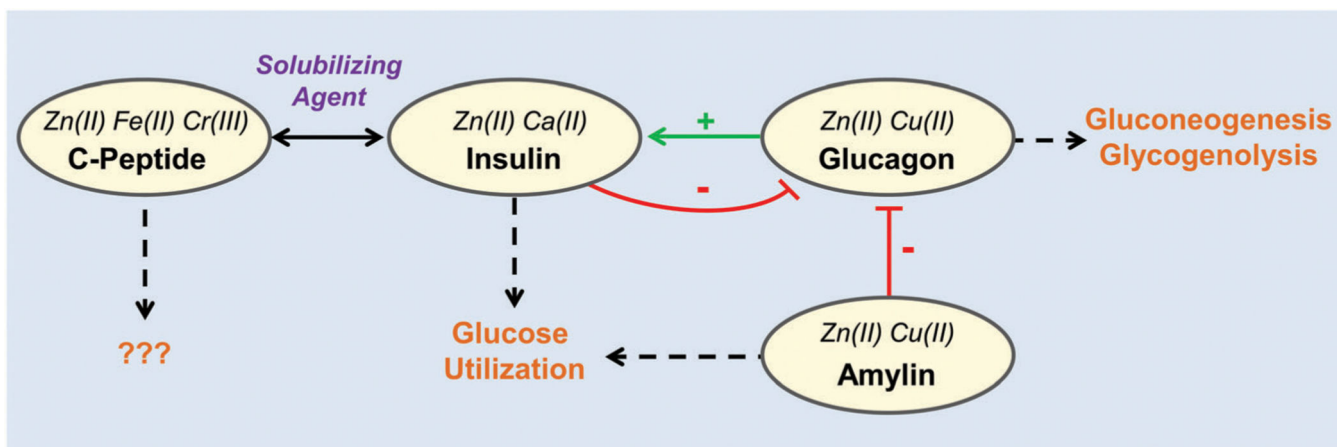 Solubilizing
Agent
Zn(II) Fe(II) Cr(III)
C-Peptide
Zn(II) Ca(II)
Insulin
+
-
Zn(II) Cu(II)
Glucagon
Gluconeogenesis
Glycogenolysis
-
???
Glucose
Utilization
Zn(II) Cu(II)
Amylin